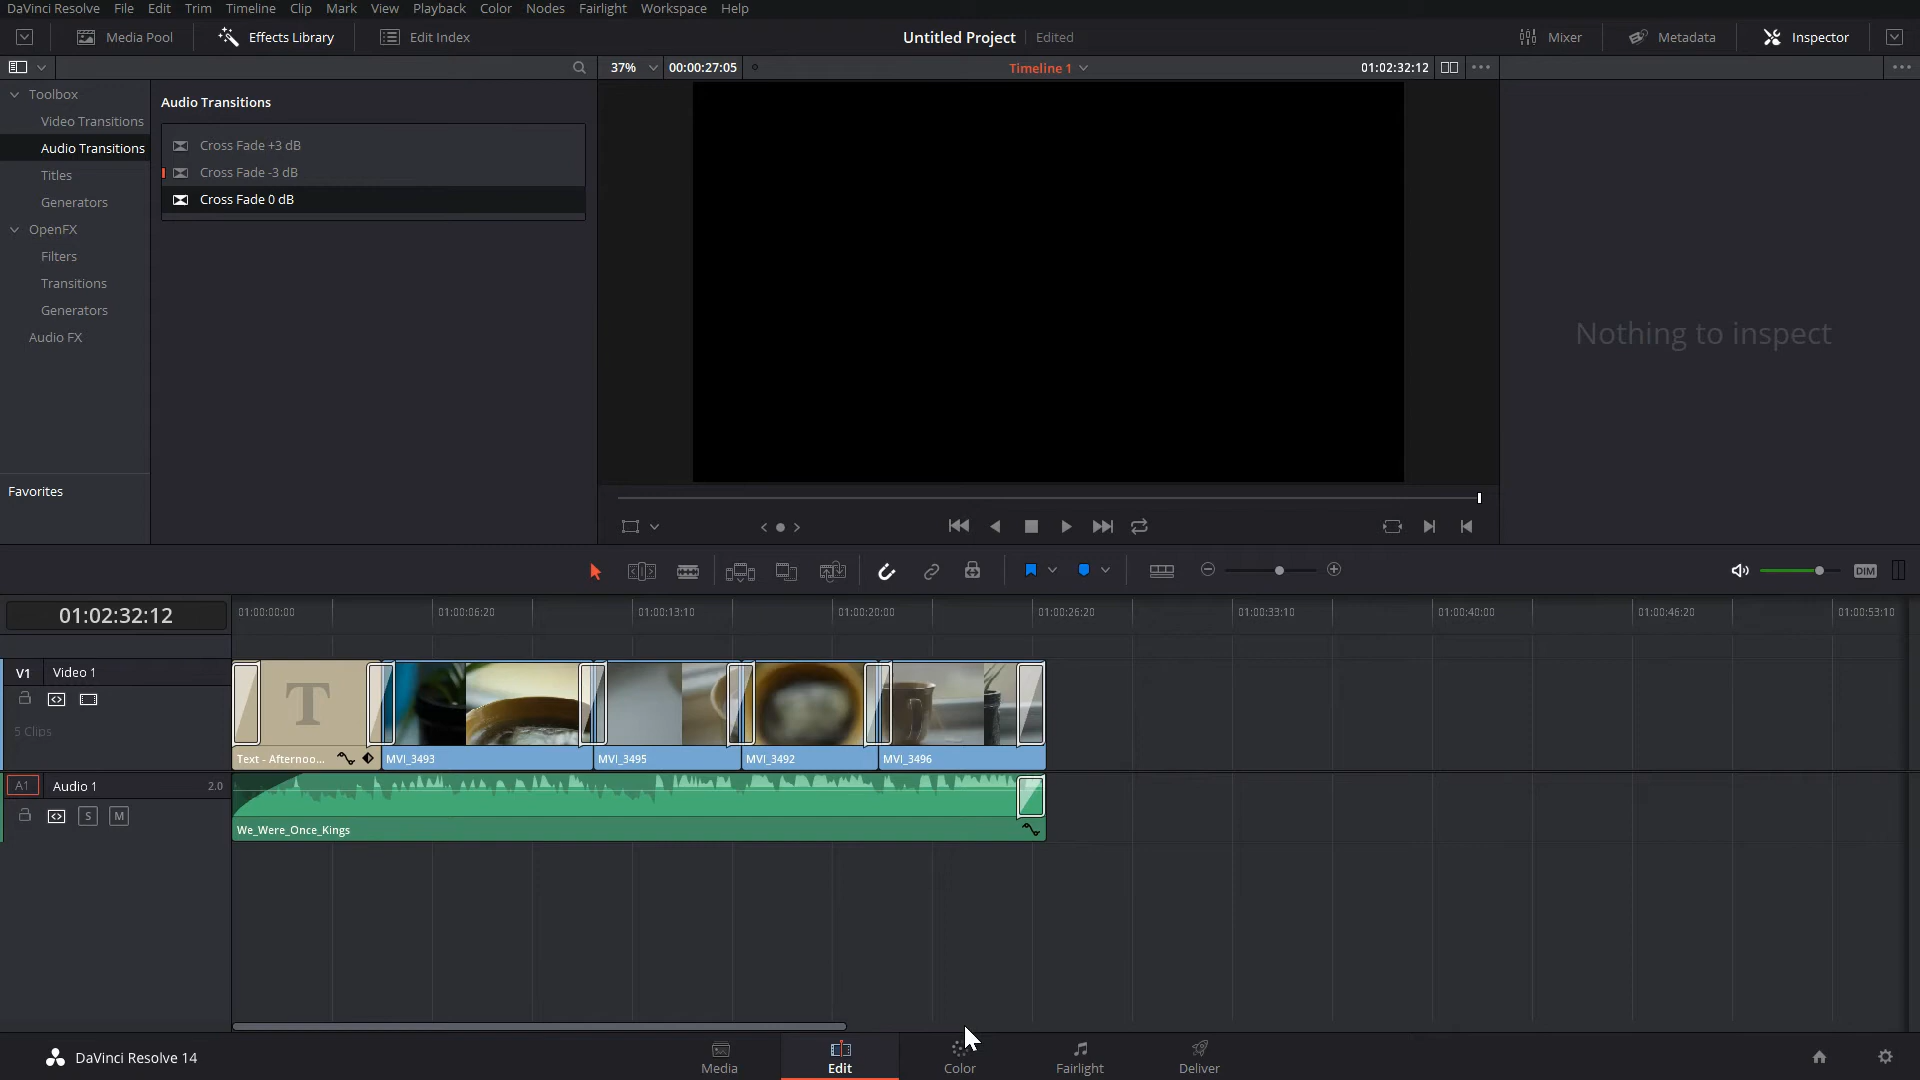 DaVinci Resolve File Edit Trim Timeline Clip Mark View Playback Color Nodes Fairlight Workspace Help
Media Pool Effects Library Edit Index Untitled Project Edited Mixer Metadata Inspector
37% 00:00:27:05 Timeline 1 01:02:32:12
Toolbox
Video Transitions
Audio Transitions
Titles
Generators
OpenFX
Filters
Transitions
Generators
Audio FX
Favorites
Audio Transitions
Cross Fade +3 dB
Cross Fade -3 dB
Cross Fade 0 dB
Nothing to inspect
DIM
01:02:32:12 01:00:00:00 01:00:06:20 01:00:13:10 01:00:20:00 01:00:26:20 01:00:33:10 01:00:40:00 01:00:46:20 01:00:53:10
V1 Video 1
5 Clips
T
Text - Afternoo... MVI_3493 MVI_3495 MVI_3492 MVI_3496
A1 Audio 1 2.0
S M
We_Were_Once_Kings
DaVinci Resolve 14 Media Edit Color Fairlight Deliver